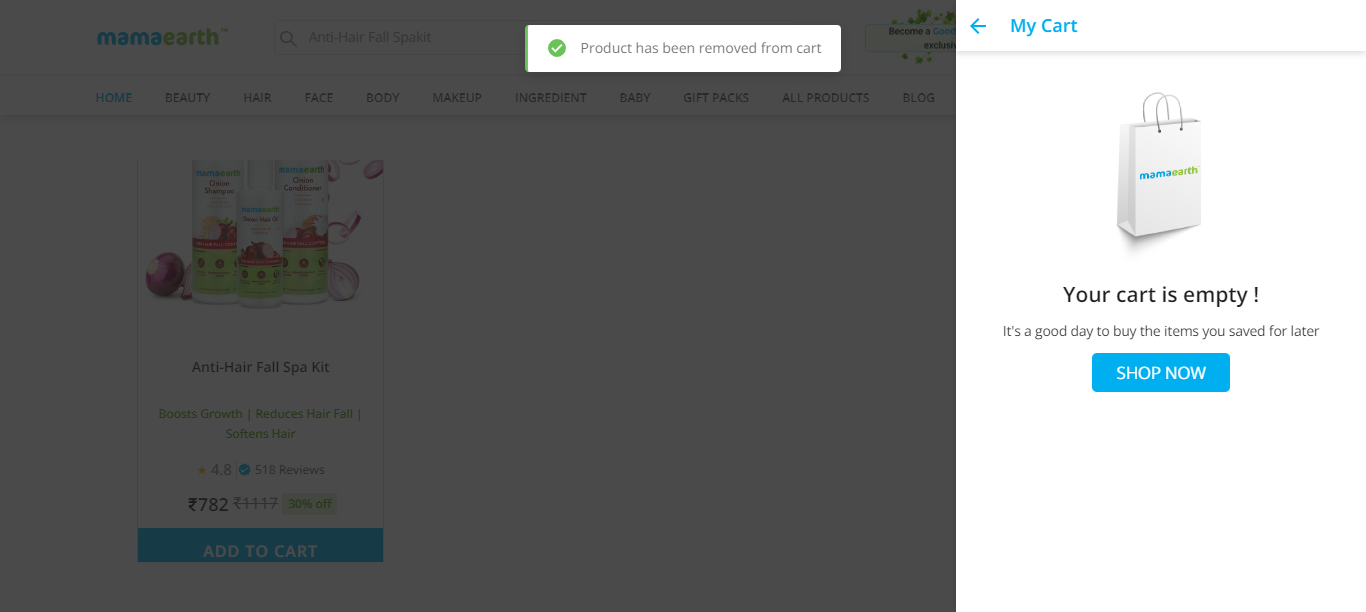 mamaearth™
Anti-Hair Fall Spakit
Product has been removed from cart
Become a Good
exclusiv
HOME BEAUTY HAIR FACE BODY MAKEUP INGREDIENT BABY GIFT PACKS ALL PRODUCTS BLOG
mamaearth
Onion
Shampoo
mamaearth
Onion
Conditioner
mamaearth
Onion Hair Oil
Anti-Hair Fall Spa Kit
Boosts Growth | Reduces Hair Fall |
Softens Hair
4.8 518 Reviews
₹782 ₹1117 30% off
ADD TO CART
My Cart
mamaearth
Your cart is empty !
It's a good day to buy the items you saved for later
SHOP NOW